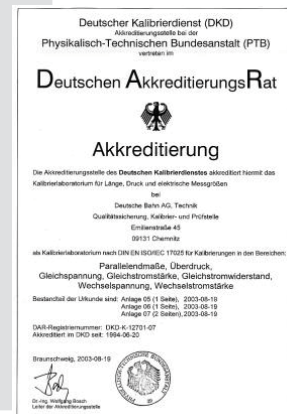 Deutscher Kalibrierdienst (DKD)
Akkreditierungsstelle bei der
Physikalisch-Technischen Bundesanstalt (PTB)
vertreten im
Deutschen AkkreditierungsRat
Akkreditierung
Die Akkreditierungsstelle des Deutschen Kalibrierdienstes akkreditiert hiermit das
Kalibrierlaboratorium für Länge, Druck und elektrische Messgrößen
bei
Deutsche Bahn AG, Technik
Qualitätssicherung, Kalibrier- und Prüfstelle
Emilienstraße 45
09131 Chemnitz
als Kalibrierlaboratorium nach DIN EN ISO/IEC 17025 für Kalibrierungen in den Bereichen:
Parallelendmaße, Überdruck,
Gleichspannung, Gleichstromstärke, Gleichstromwiderstand,
Wechselspannung, Wechselstromstärke
Bestandteil der Urkunde sind: Anlage 05 (1 Seite), 2003-08-19
Anlage 06 (1 Seite), 2003-08-19
Anlage 07 (2 Seiten), 2003-08-19
DAR-Registriernummer: DKD-K-12701-07
Akkreditiert im DKD seit: 1994-06-20
Braunschweig, 2003-08-19
Dr.-Ing. Wolfgang Bosch
Leiter der Akkreditierungsstelle